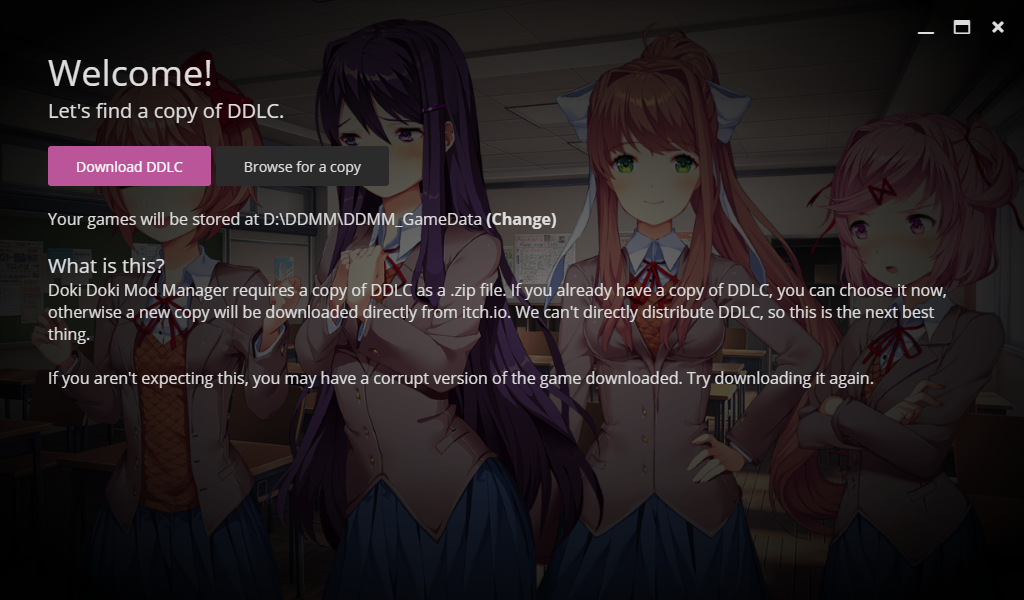 Welcome!
Let's find a copy of DDLC.
Download DDLC
Browse for a copy
Your games will be stored at D:\DDMM\DDMM_GameData (Change)
What is this?
Doki Doki Mod Manager requires a copy of DDLC as a .zip file. If you already have a copy of DDLC, you can choose it now,
otherwise a new copy will be downloaded directly from itch.io. We can't directly distribute DDLC, so this is the next best
thing.
If you aren't expecting this, you may have a corrupt version of the game downloaded. Try downloading it again.